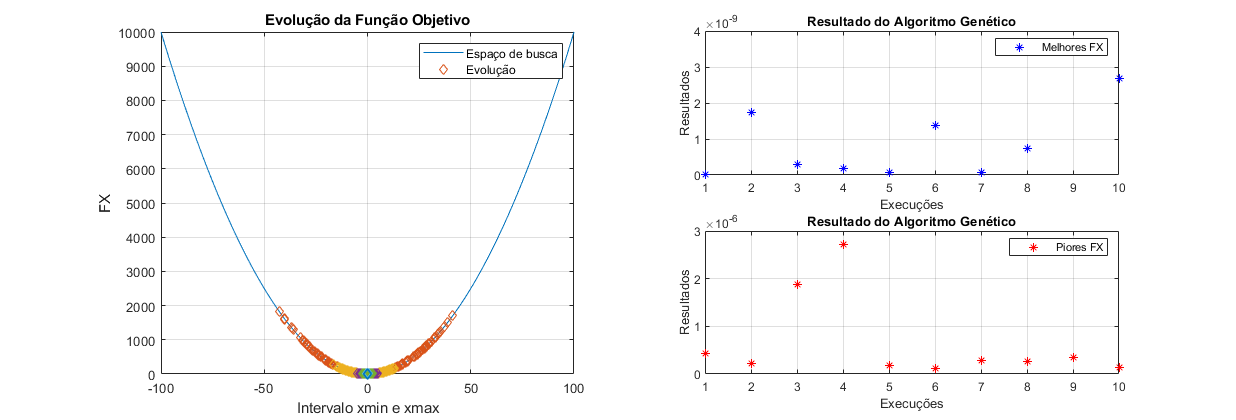 Evolução da Função Objetivo
10000
9000
8000
7000
6000
5000
4000
3000
2000
1000
0
FX
-100 -50 0 50 100
Intervalo xmin e xmax
Espaço de busca
Evolução
Resultado do Algoritmo Genético
×10^-9
4
3
2
1
0
Resultados
1 2 3 4 5 6 7 8 9 10
Execuções
Melhores FX
Resultado do Algoritmo Genético
×10^-6
3
2
1
0
Resultados
1 2 3 4 5 6 7 8 9 10
Execuções
Piores FX